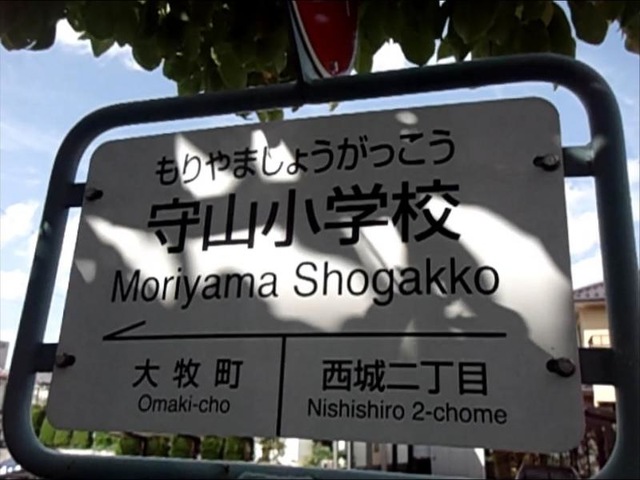 もりやましょうがっこう
守山小学校
Moriyama Shogakko
大牧町
Omaki-cho
西城二丁目
Nishishiro 2-chome